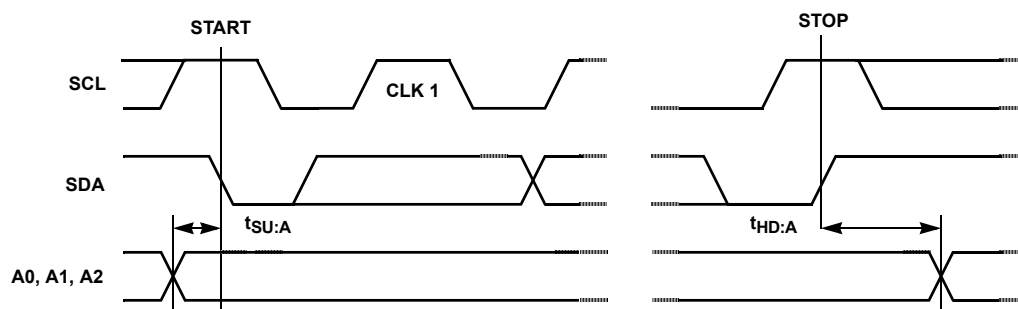 START
STOP
SCL
CLK 1
SDA
tSU:A
tHD:A
A0, A1, A2